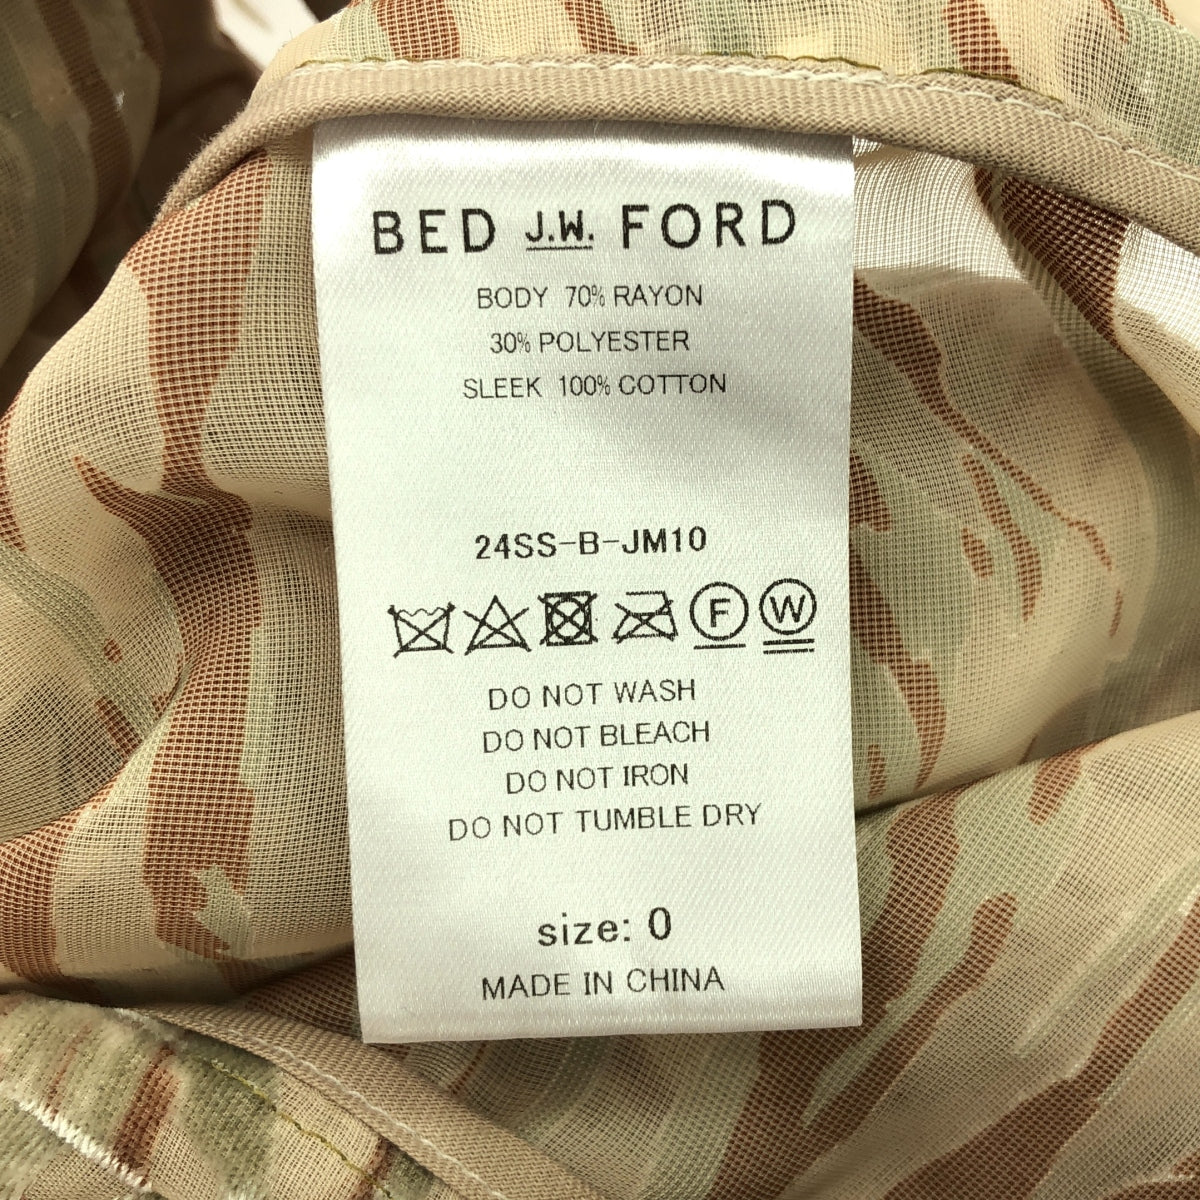 BED J.W. FORD
BODY 70% RAYON
30% POLYESTER
SLEEK 100% COTTON
24SS-B-JM10
F W
DO NOT WASH
DO NOT BLEACH
DO NOT IRON
DO NOT TUMBLE DRY
size: 0
MADE IN CHINA